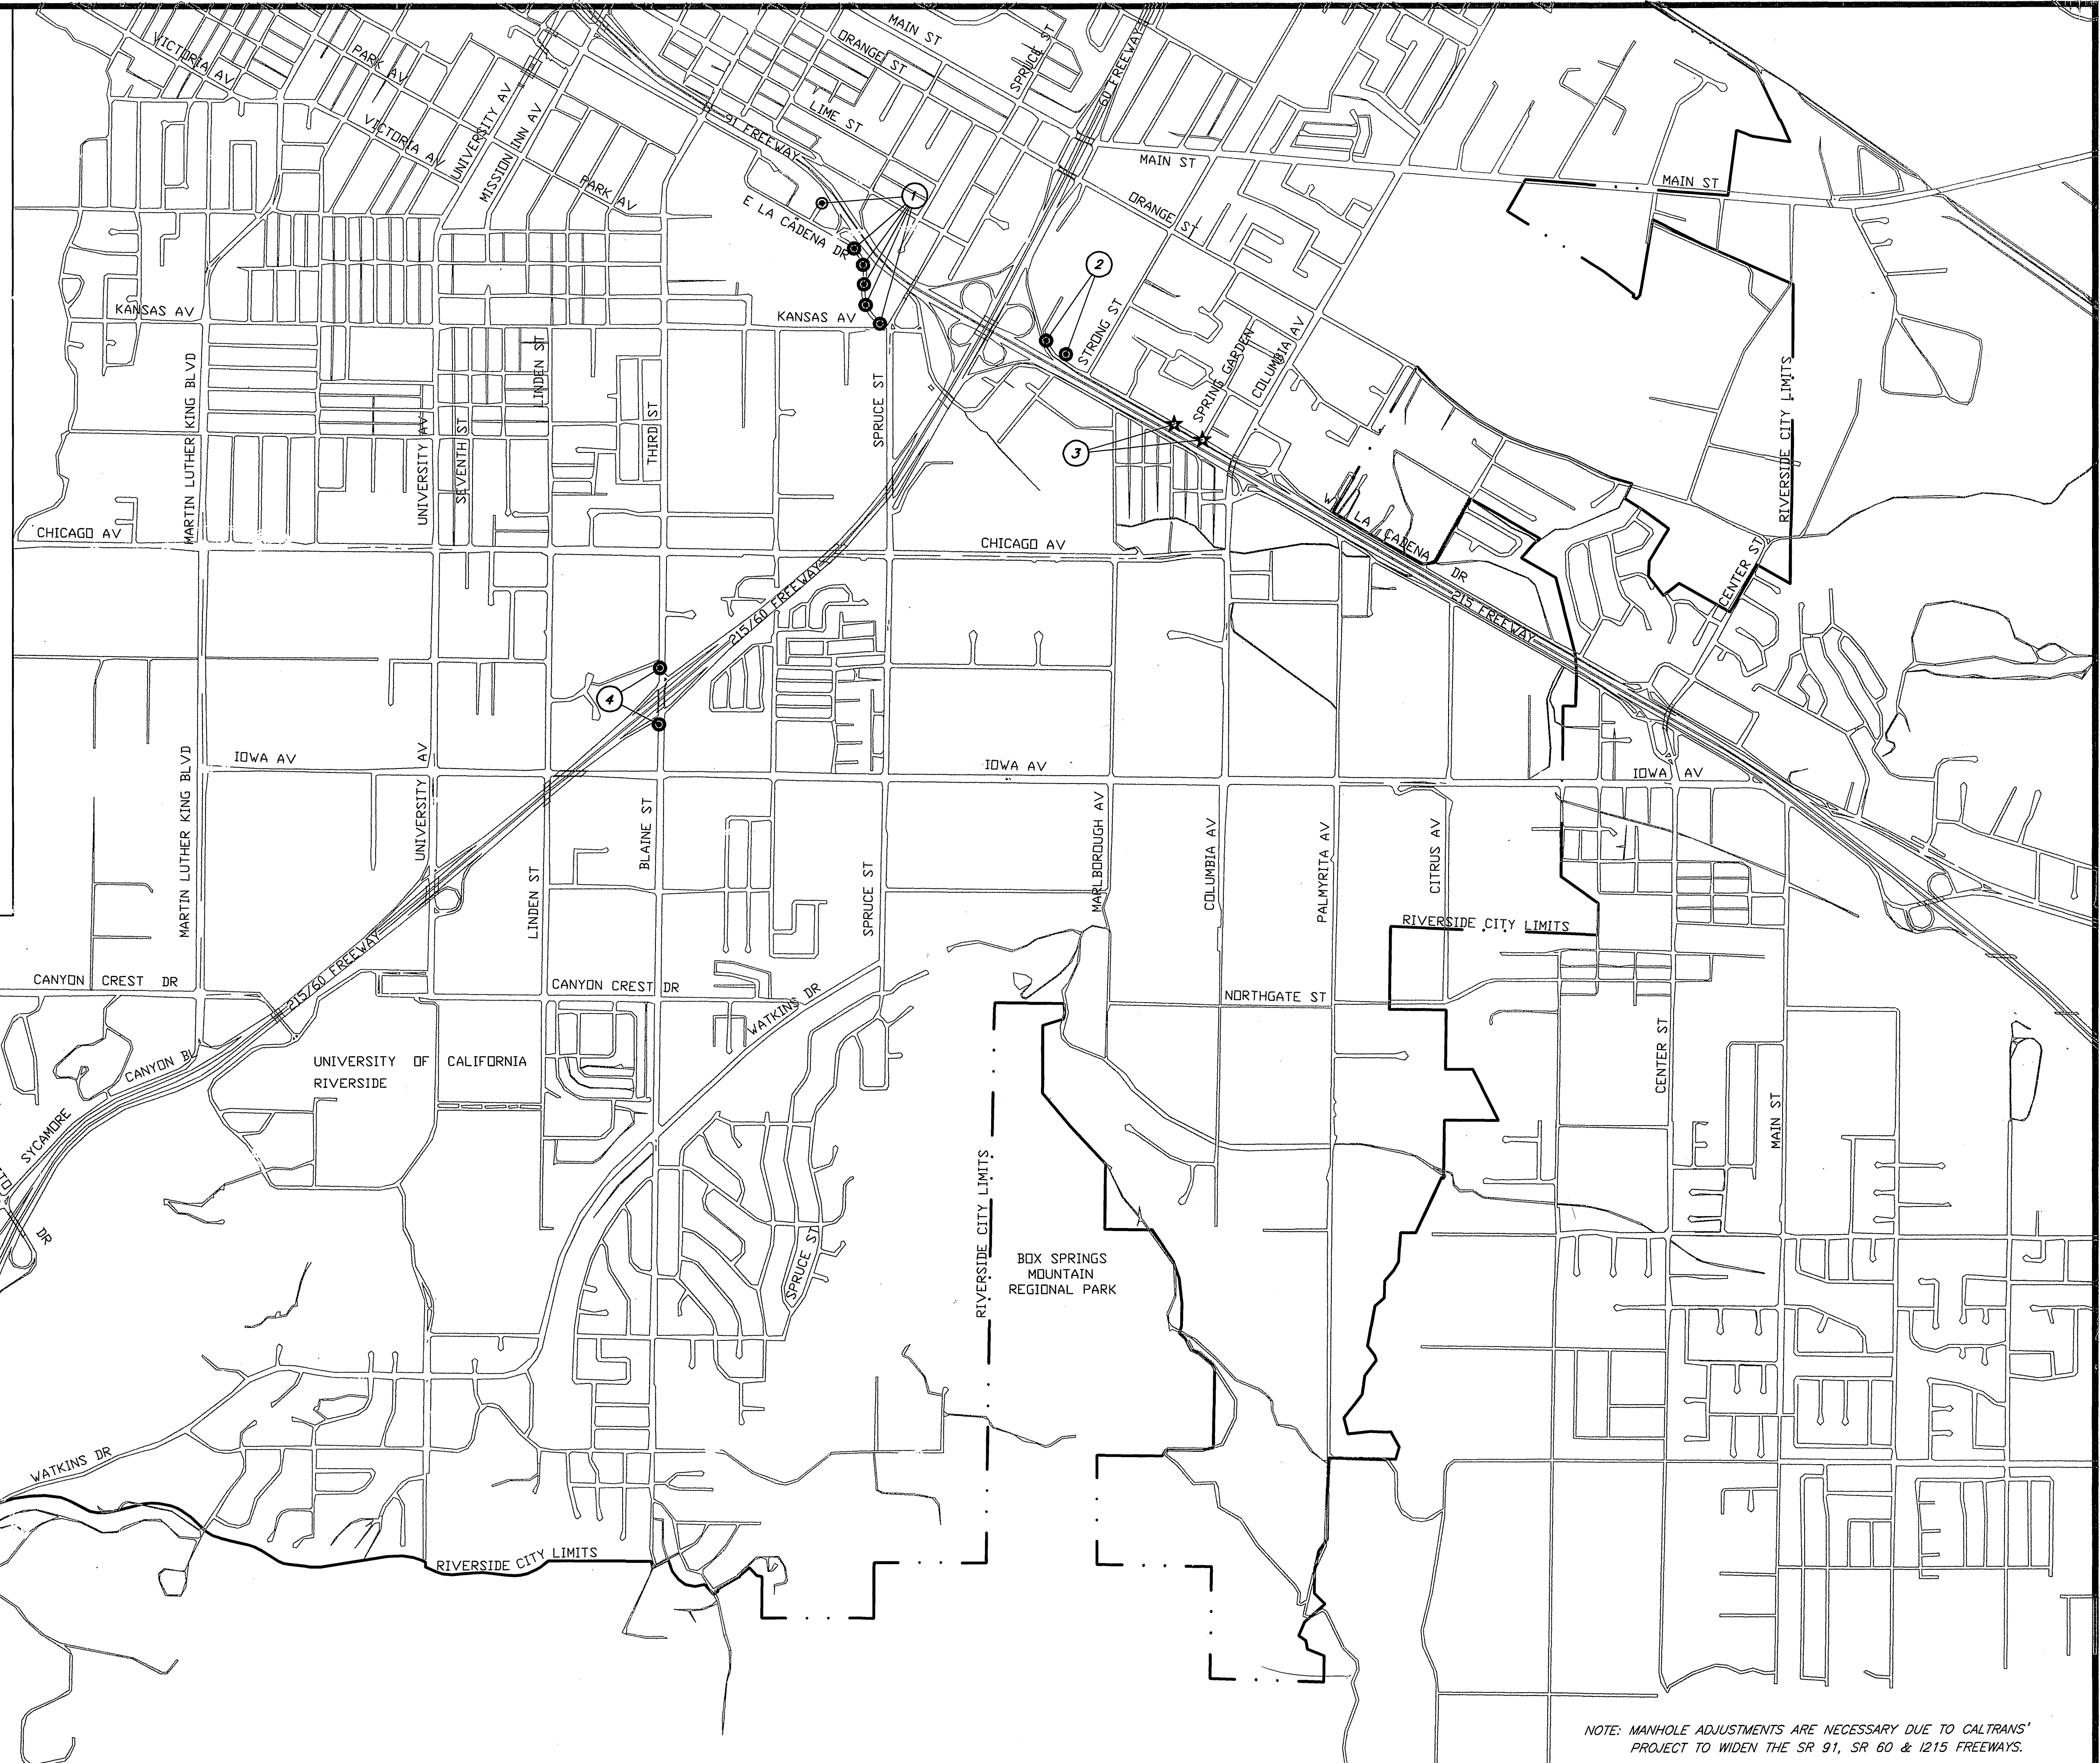 MAIN ST
ORANGE ST
SPRUCE ST
60 FREEWAY
VICTORIA AV
PARK AV
UNIVERSITY AV
MISSION INN AV
VICTORIA AV
LIME ST
91 FREEWAY
PARK AV
MAIN ST
MAIN ST
1
E LA CADENA DR
ORANGE ST
2
KANSAS AV
KANSAS AV
STRONG ST
SPRING GARDEN
COLUMBIA AV
RIVERSIDE CITY LIMITS
MARTIN LUTHER KING BLVD
UNIVERSITY AV
SEVENTH ST
LINDEN ST
THIRD ST
SPRUCE ST
3
W LA CADENA DR
CHICAGO AV
CHICAGO AV
CENTER ST
215/60 FREEWAY
215 FREEWAY
4
IOWA AV
IOWA AV
IOWA AV
MARTIN LUTHER KING BLVD
UNIVERSITY AV
LINDEN ST
BLAINE ST
SPRUCE ST
MARLBOROUGH AV
COLUMBIA AV
PALMYRITA AV
CITRUS AV
RIVERSIDE CITY LIMITS
215/60 FREEWAY
CANYON CREST DR
CANYON CREST DR
WATKINS DR
NORTHGATE ST
UNIVERSITY OF CALIFORNIA
RIVERSIDE
CANYON BL
SYCAMORE
DR
CENTER ST
MAIN ST
RIVERSIDE CITY LIMITS
SPRUCE ST
BOX SPRINGS
MOUNTAIN
REGIONAL PARK
WATKINS DR
RIVERSIDE CITY LIMITS
NOTE: MANHOLE ADJUSTMENTS ARE NECESSARY DUE TO CALTRANS'
PROJECT TO WIDEN THE SR 91, SR 60 & I215 FREEWAYS.